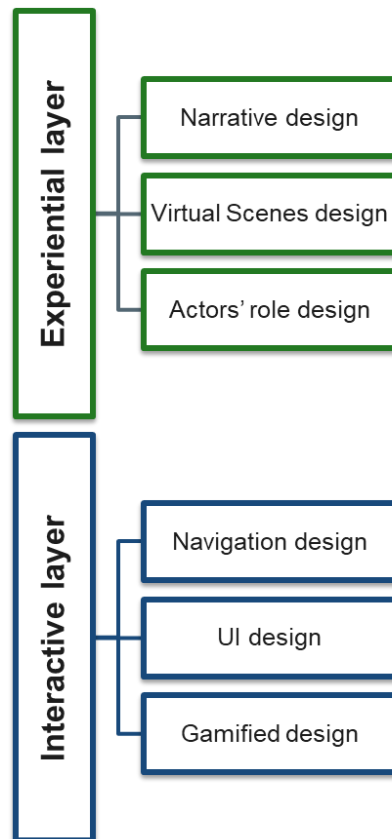 Experiential layer
Narrative design
Virtual Scenes design
Actors’ role design
Interactive layer
Navigation design
UI design
Gamified design